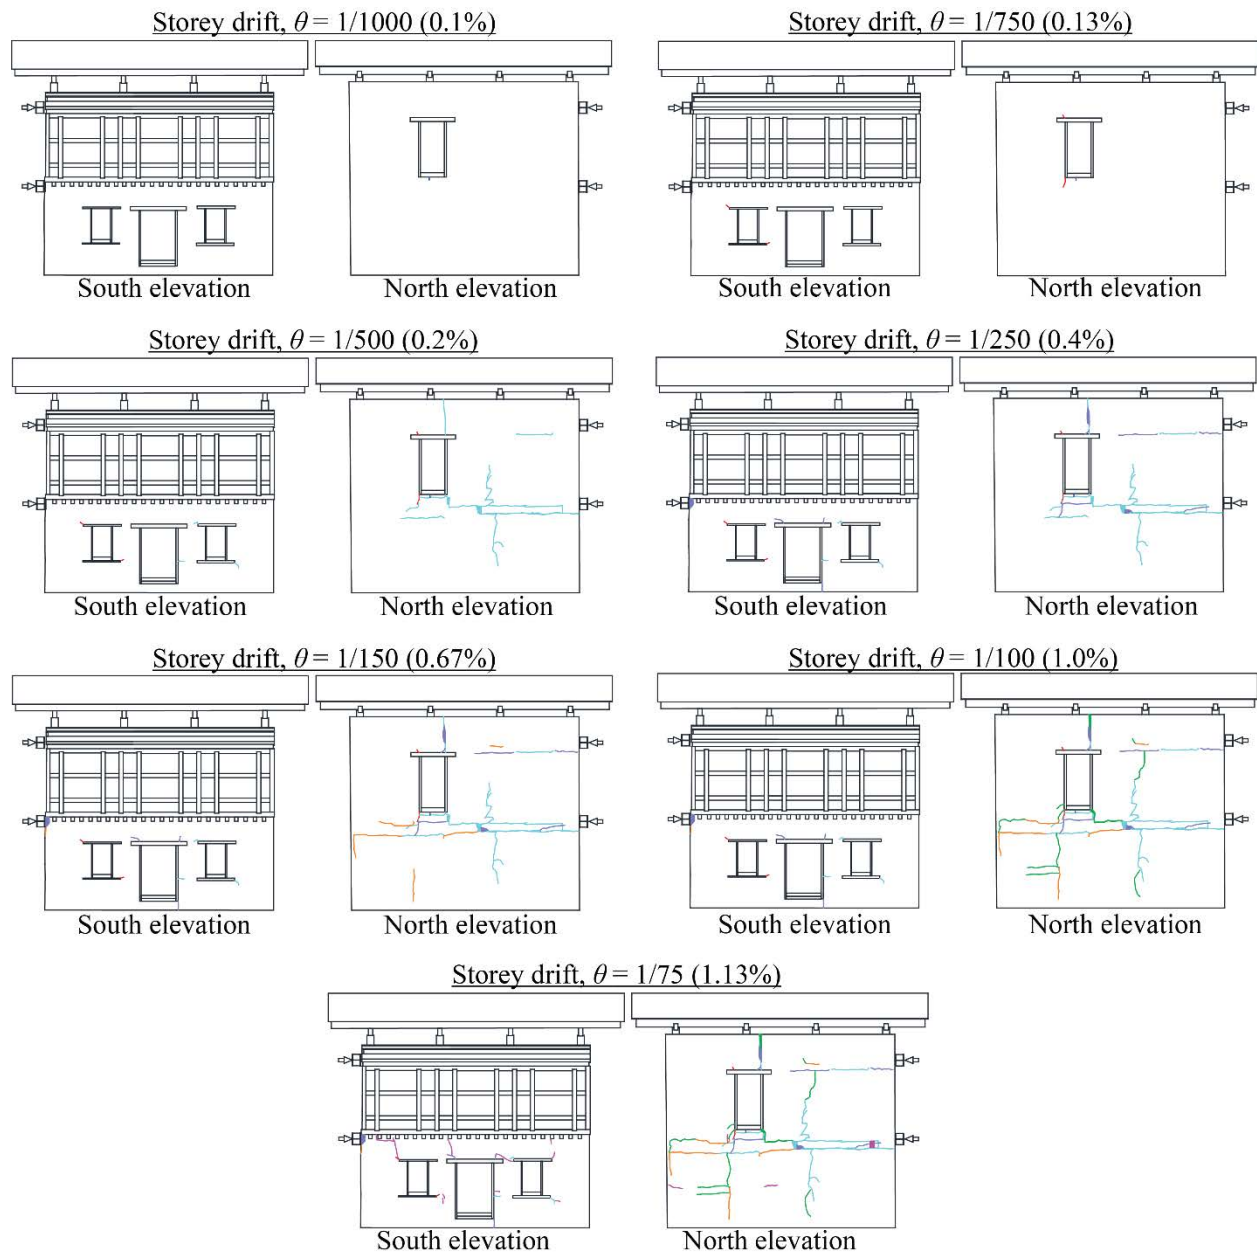 Storey drift, θ = 1/1000 (0.1%)
South elevation
North elevation
Storey drift, θ = 1/750 (0.13%)
South elevation
North elevation
Storey drift, θ = 1/500 (0.2%)
South elevation
North elevation
Storey drift, θ = 1/250 (0.4%)
South elevation
North elevation
Storey drift, θ = 1/150 (0.67%)
South elevation
North elevation
Storey drift, θ = 1/100 (1.0%)
South elevation
North elevation
Storey drift, θ = 1/75 (1.13%)
South elevation
North elevation